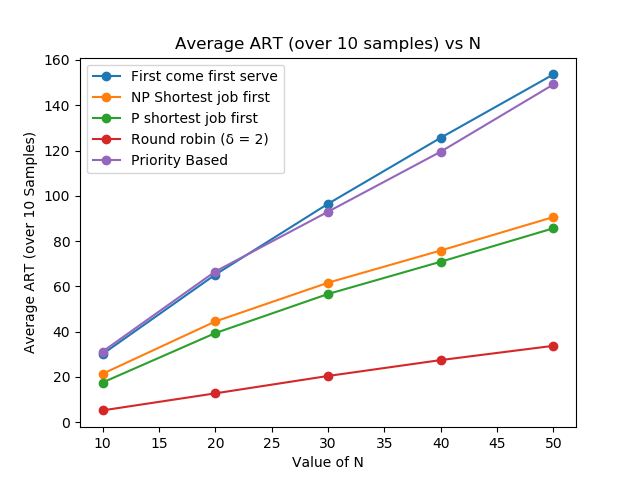 Average ART (over 10 samples) vs N
Average ART (over 10 Samples)
160
140
120
100
80
60
40
20
0
First come first serve
NP Shortest job first
P shortest job first
Round robin (δ = 2)
Priority Based
10 15 20 25 30 35 40 45 50
Value of N